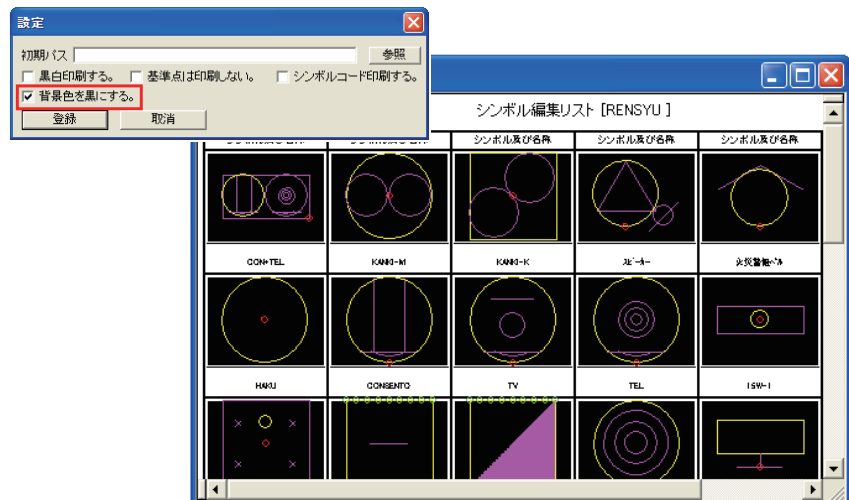 設定
初期パス
参照
黒白印刷する。 基準点は印刷しない。 シンボルコード印刷する。
背景色を黒にする。
登録 取消
シンボル編集リスト [RENSYU ]
シンボル及び名称 シンボル及び名称 シンボル及び名称
CON+TEL KANKI-M KANKI-K ｽﾋﾟｰｶｰ 火災警報ﾍﾞﾙ
HAKU CONSENTO TV TEL 1SW-1